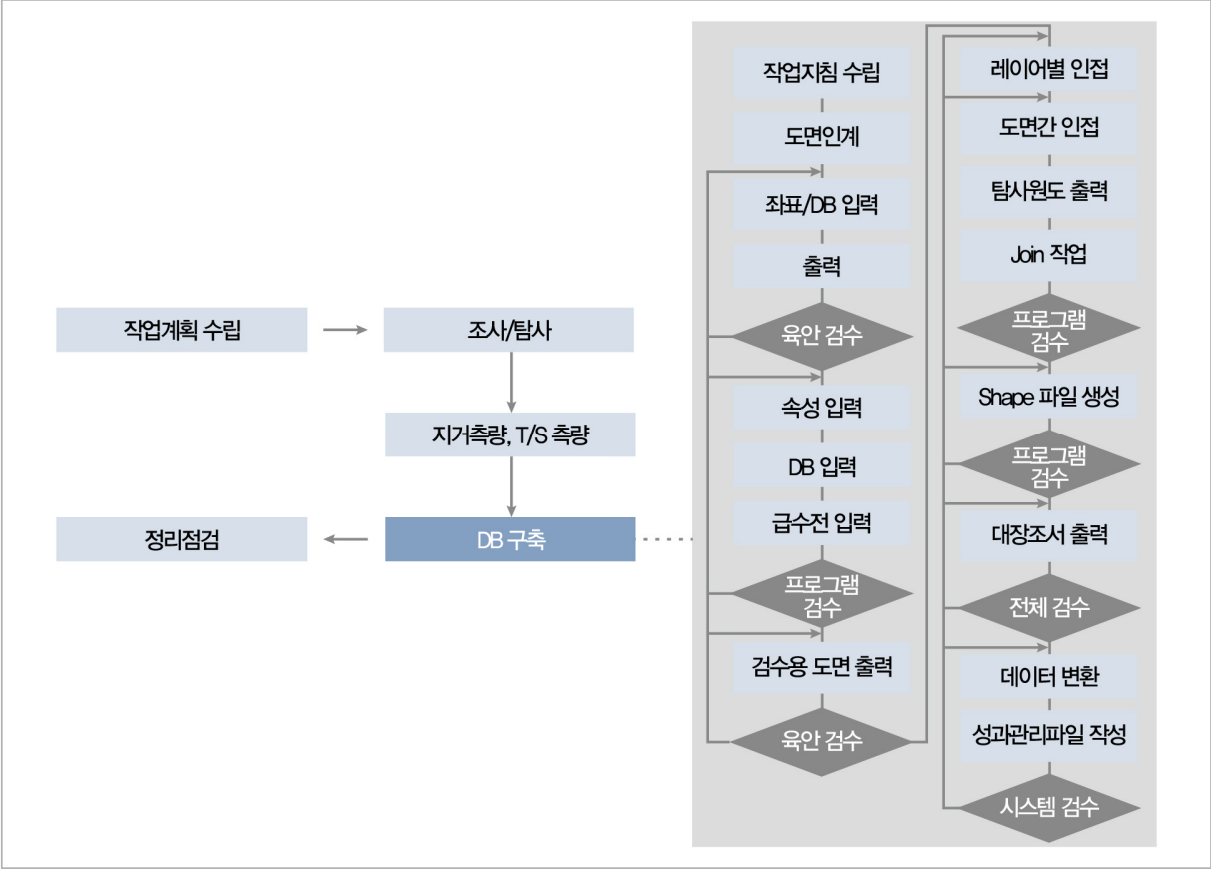 작업계획 수립
조사/탐사
지거측량, T/S 측량
DB 구축
정리점검
작업지침 수립
도면인계
좌표/DB 입력
출력
육안 검수
속성 입력
DB 입력
급수전 입력
프로그램
검수
검수용 도면 출력
육안 검수
레이어별 인접
도면간 인접
탐사원도 출력
Join 작업
프로그램
검수
Shape 파일 생성
프로그램
검수
대장조서 출력
전체 검수
데이터 변환
성과관리파일 작성
시스템 검수